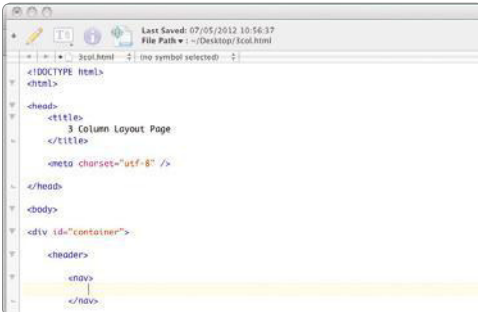 Last Saved: 07/05/2012 10:56:37
File Path ▾ : ~/Desktop/3col.html
3col.html (no symbol selected)
<!DOCTYPE html>
<html>
<head>
<title>
3 Column Layout Page
</title>
<meta charset="utf-8" />
</head>
<body>
<div id="container">
<header>
<nav>
</nav>